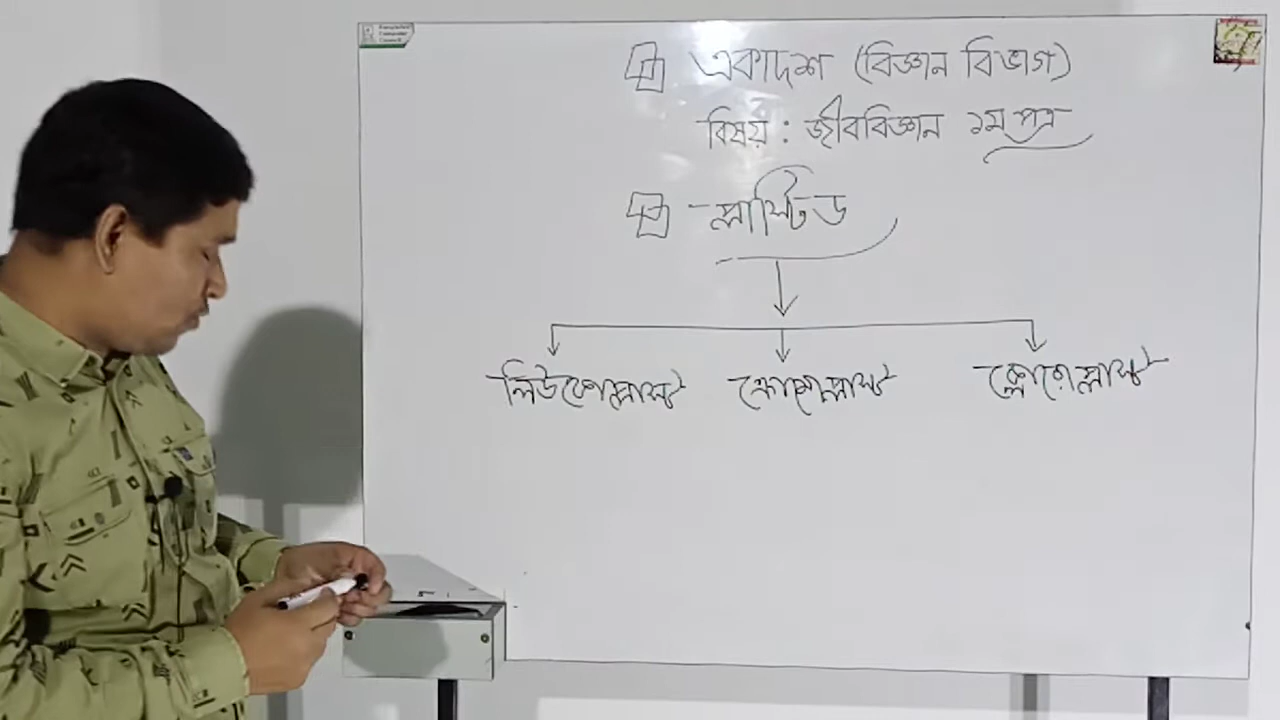 একাদশ (বিজ্ঞান বিভাগ)
বিষয় : জীববিজ্ঞান ১ম পত্র
প্লাস্টিড
লিউকোপ্লাস্ট ক্রোমোপ্লাস্ট ক্লোরোপ্লাস্ট